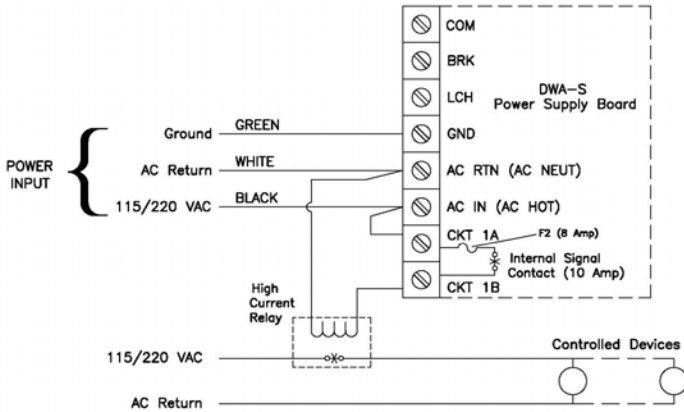 COM
BRK
LCH
DWA-S
Power Supply Board
GND
AC RTN (AC NEUT)
AC IN (AC HOT)
CKT 1A
F2 (8 Amp)
Internal Signal
Contact (10 Amp)
CKT 1B
POWER
INPUT
Ground
GREEN
AC Return
WHITE
115/220 VAC
BLACK
High
Current
Relay
115/220 VAC
Controlled Devices
AC Return